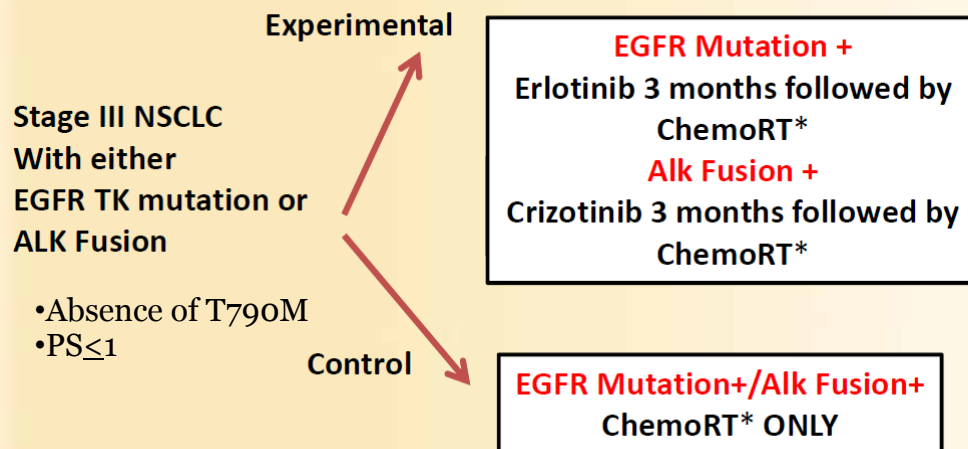 Experimental
EGFR Mutation +
Erlotinib 3 months followed by
ChemoRT*
Alk Fusion +
Crizotinib 3 months followed by
ChemoRT*
Stage III NSCLC
With either
EGFR TK mutation or
ALK Fusion
•Absence of T790M
•PS≤1
Control
EGFR Mutation+/Alk Fusion+
ChemoRT* ONLY